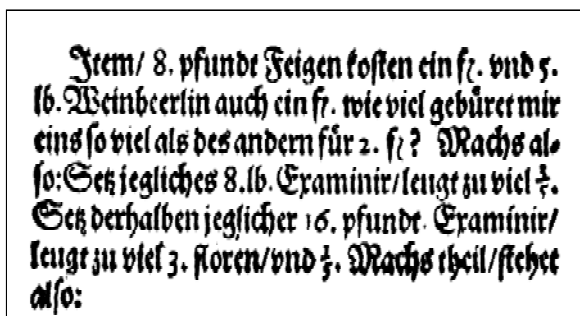 Item/ 8. pfundt Feigen kosten ein fl. vnd 5.
lb. Weinbeerlin auch ein fl. wie viel gebüret mir
eins so viel als des andern für 2. fl? Machs al⸗
so: Setz jegliches 8. lb. Examinir/ leugt zu viel 3/5.
Setz derhalben jeglicher 16. pfundt. Examinir/
leugt zu viel 3. floren/ vnd 1/5. Machs theil/ stehet
also: